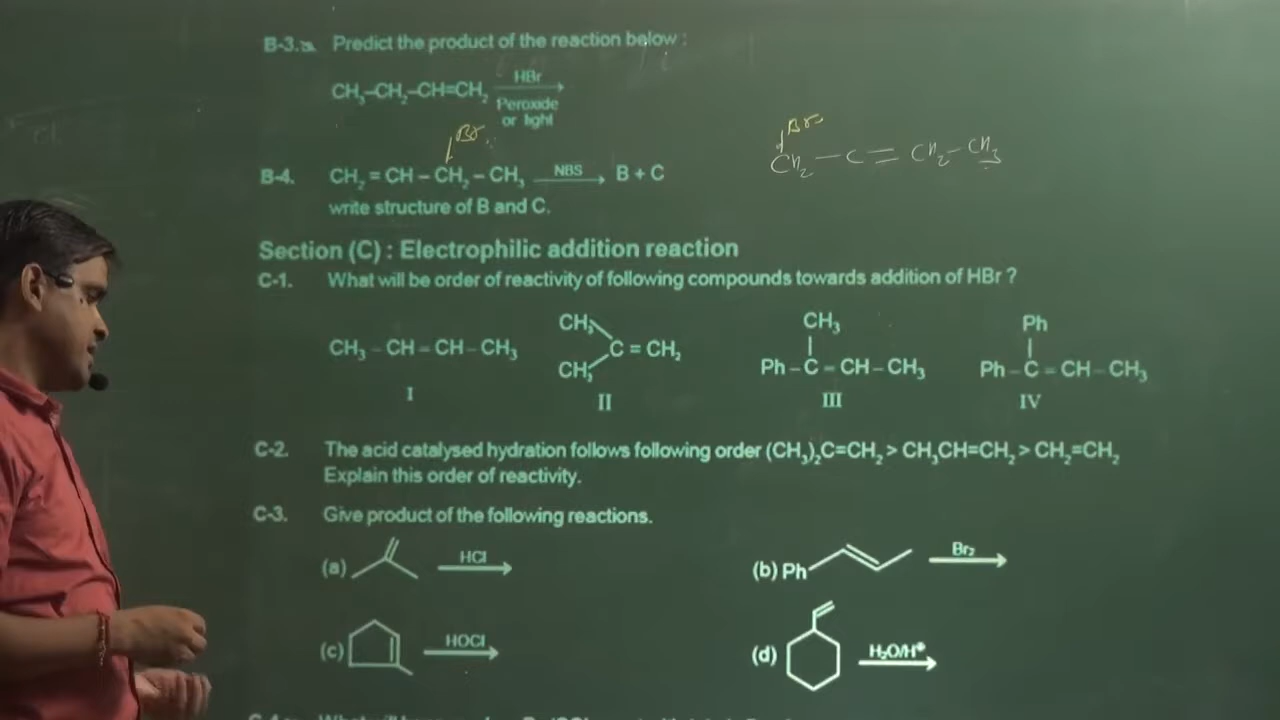 B-3.a. Predict the product of the reaction below :
CH₃–CH₂–CH=CH₂ HBr Peroxide or light
Br
Br
CH₂ – C = CH₂ – CH₃
B-4. CH₂ = CH – CH₂ – CH₃ NBS B + C
write structure of B and C.
Section (C) : Electrophilic addition reaction
C-1. What will be order of reactivity of following compounds towards addition of HBr ?
CH₃ – CH = CH – CH₃
I
CH₃
CH₃
C = CH₂
II
CH₃
Ph – C = CH – CH₃
III
Ph
Ph – C = CH – CH₃
IV
C-2. The acid catalysed hydration follows following order (CH₃)₂C=CH₂ > CH₃CH=CH₂ > CH₂=CH₂
Explain this order of reactivity.
C-3. Give product of the following reactions.
(a) HCl
(b) Ph Br₂
(c) HOCl
(d) H₂O/H⊕